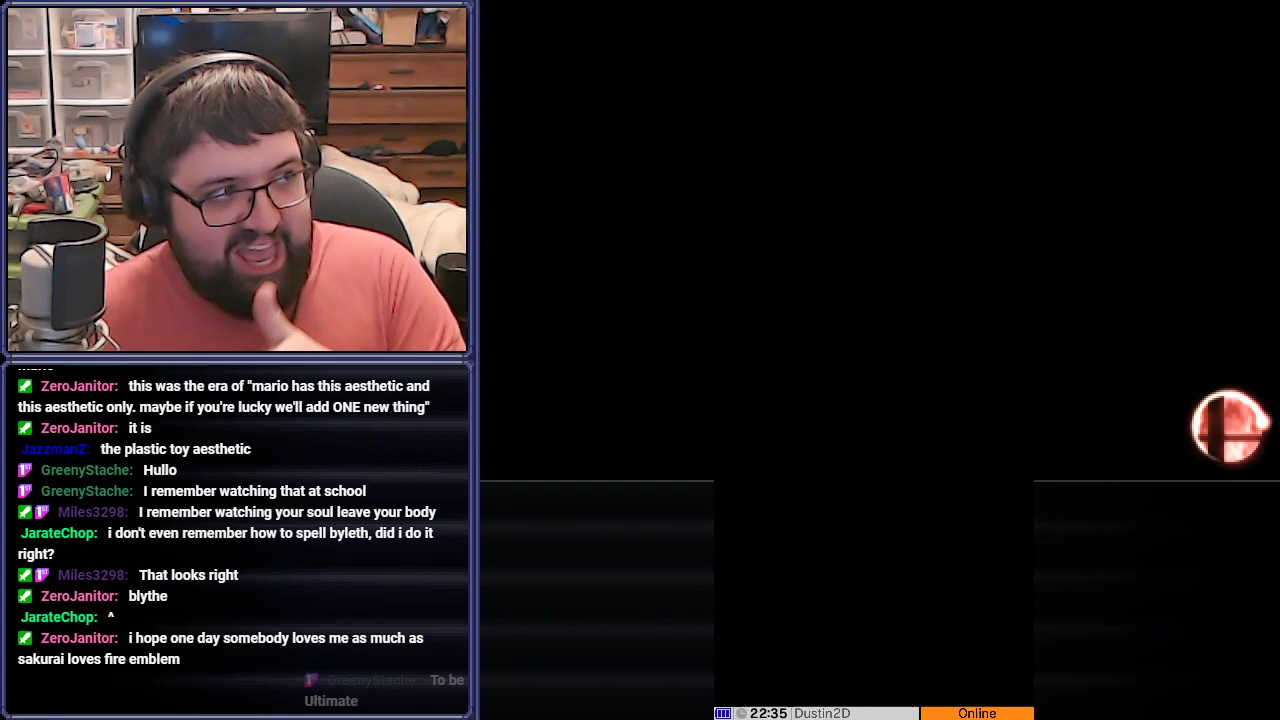 ZeroJanitor: this was the era of "mario has this aesthetic and
this aesthetic only. maybe if you're lucky we'll add ONE new thing"
ZeroJanitor: it is
JazzmanZ: the plastic toy aesthetic
GreenyStache: Hullo
GreenyStache: I remember watching that at school
Miles3298: I remember watching your soul leave your body
JarateChop: i don't even remember how to spell byleth, did i do it
right?
Miles3298: That looks right
ZeroJanitor: blythe
JarateChop: ^
ZeroJanitor: i hope one day somebody loves me as much as
sakurai loves fire emblem
GreenyStache: To be
Ultimate
22:35 Dustin2D Online